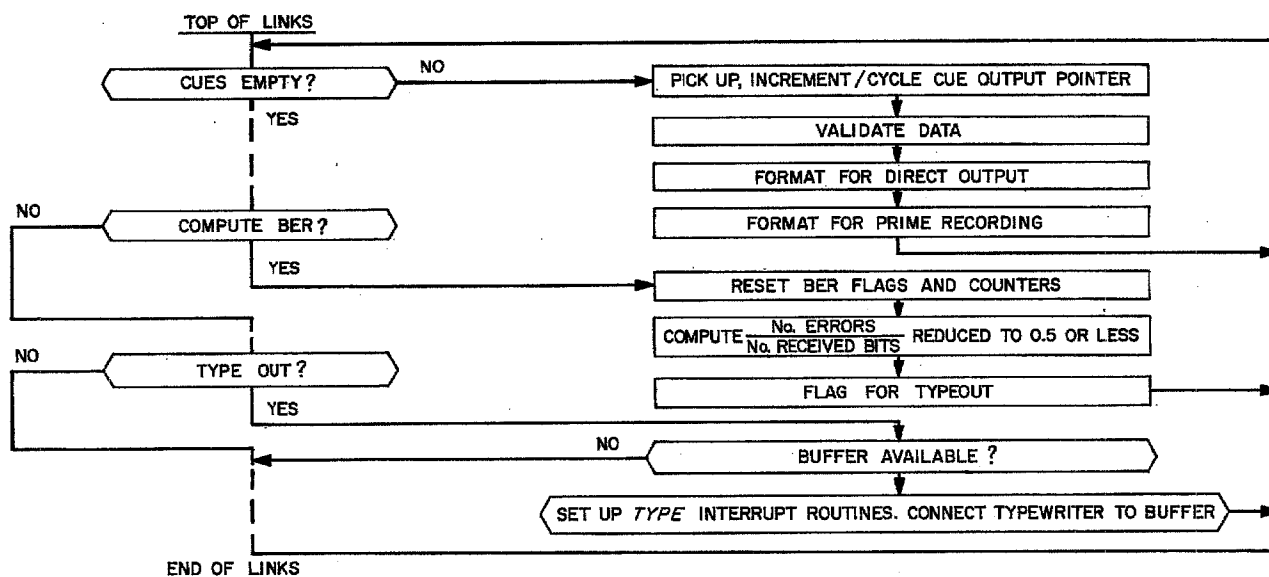 TOP OF LINKS
CUES EMPTY?
NO
PICK UP, INCREMENT/CYCLE CUE OUTPUT POINTER
YES
VALIDATE DATA
FORMAT FOR DIRECT OUTPUT
NO
COMPUTE BER?
FORMAT FOR PRIME RECORDING
YES
RESET BER FLAGS AND COUNTERS
COMPUTE No. ERRORS / No. RECEIVED BITS REDUCED TO 0.5 OR LESS
NO
TYPE OUT?
FLAG FOR TYPEOUT
YES
NO
BUFFER AVAILABLE?
SET UP TYPE INTERRUPT ROUTINES. CONNECT TYPEWRITER TO BUFFER
END OF LINKS